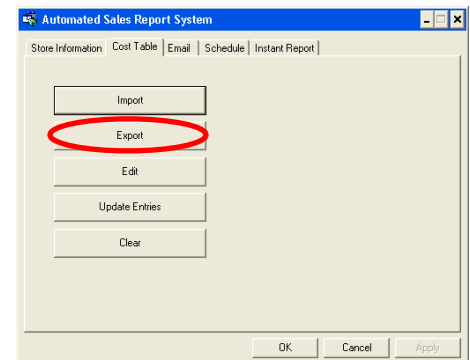 Automated Sales Report System
Store Information Cost Table Email Schedule Instant Report
Import
Export
Edit
Update Entries
Clear
OK Cancel Apply